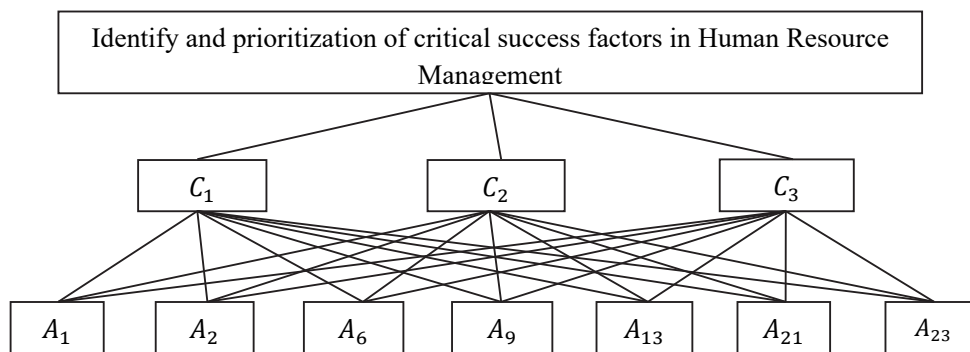 Identify and prioritization of critical success factors in Human Resource
Management
C₁ C₂ C₃
A₁ A₂ A₆ A₉ A₁₃ A₂₁ A₂₃